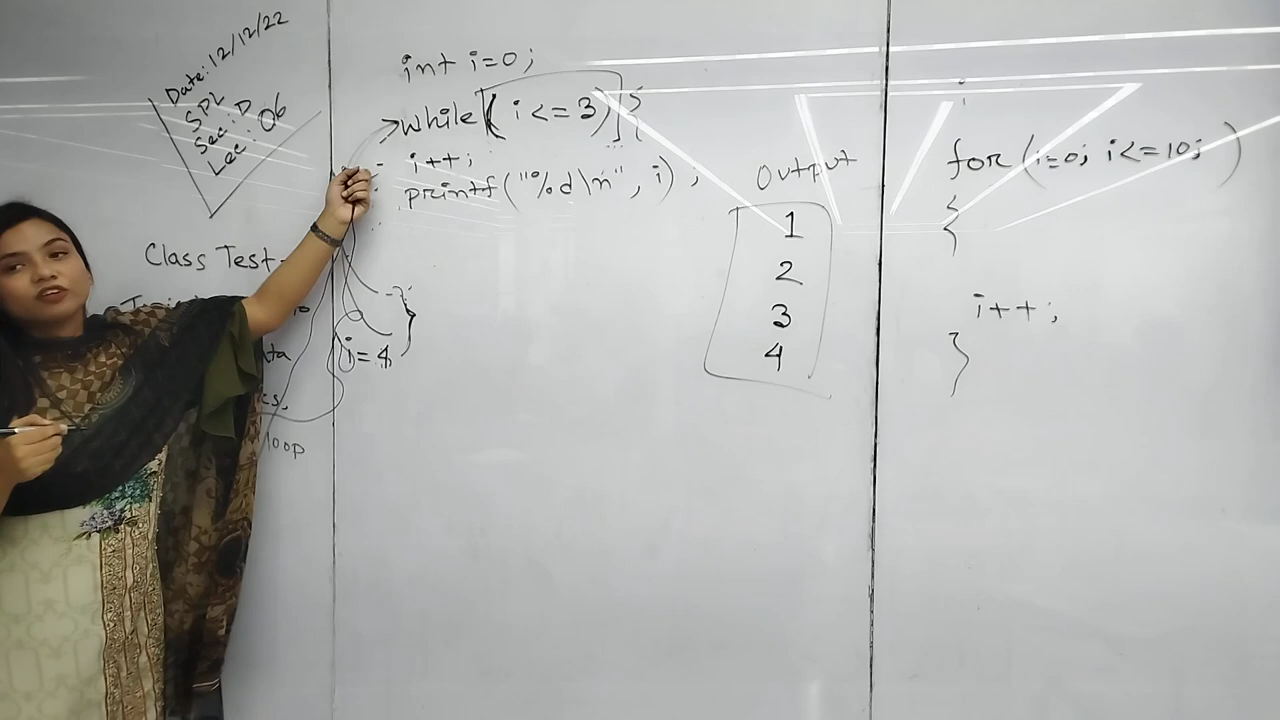 Date: 12/12/22
SPL
Sec: D
Lec: 06
Class Test-
loop
int i=0;
while ( i <= 3) {
i++;
printf("%d\n", i);
}
i=4
Output
1
2
3
4
for (i=0; i<=10; )
{
i++;
}